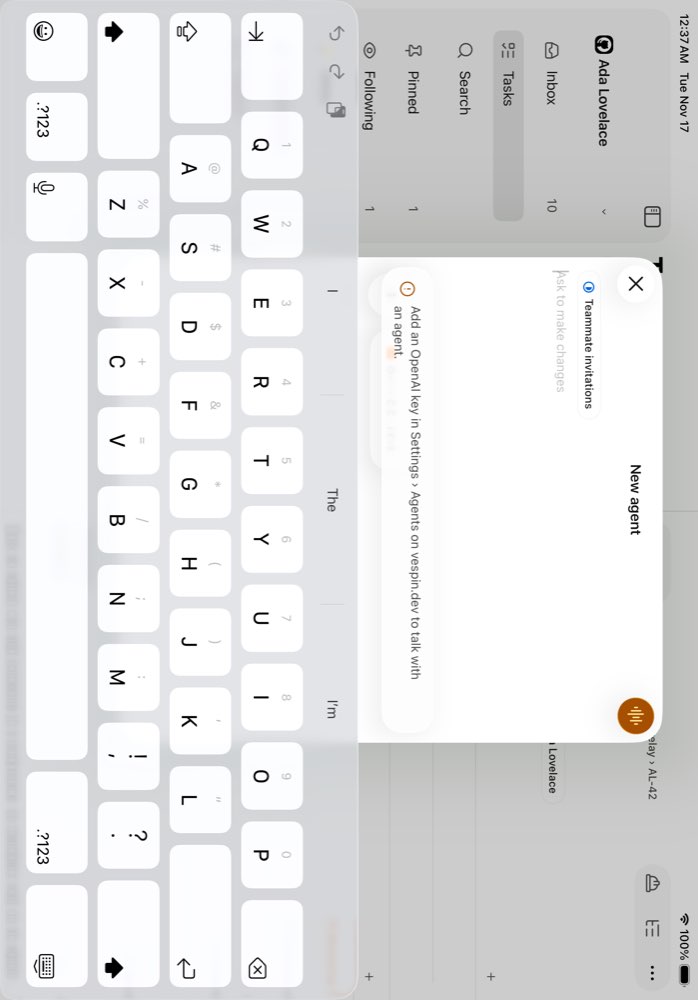 12:37 AM Tue Nov 17
100%
Ada Lovelace
Inbox 10
Tasks
Search
Pinned 1
Following 1
elay › AL-42
Lovelace
New agent
Teammate invitations
Ask to make changes
Add an OpenAI key in Settings › Agents on vespin.dev to talk with
an agent.
I The I'm
1 2 3 4 5 6 7 8 9 0
Q W E R T Y U I O P
@ # $ & * ( ) ' "
A S D F G H J K L
% - + = / ; : ! ?
Z X C V B N M , .
.?123 .?123